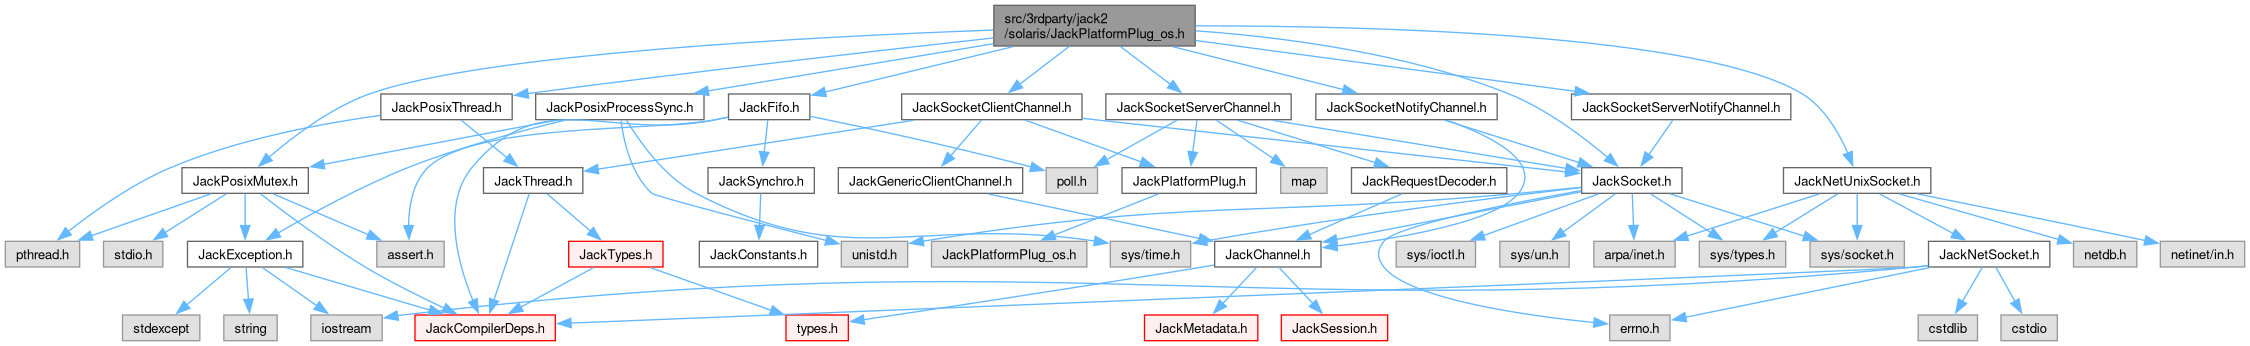 src/3rdparty/jack2
/solaris/JackPlatformPlug_os.h
JackPosixThread.h
JackPosixProcessSync.h
JackFifo.h
JackSocketClientChannel.h
JackSocketServerChannel.h
JackSocketNotifyChannel.h
JackSocketServerNotifyChannel.h
JackPosixMutex.h
JackThread.h
JackSynchro.h
JackGenericClientChannel.h
poll.h
JackPlatformPlug.h
map
JackRequestDecoder.h
JackSocket.h
JackNetUnixSocket.h
pthread.h
stdio.h
JackException.h
assert.h
JackTypes.h
JackConstants.h
unistd.h
JackPlatformPlug_os.h
sys/time.h
JackChannel.h
sys/ioctl.h
sys/un.h
arpa/inet.h
sys/types.h
sys/socket.h
JackNetSocket.h
netdb.h
netinet/in.h
stdexcept
string
iostream
JackCompilerDeps.h
types.h
JackMetadata.h
JackSession.h
errno.h
cstdlib
cstdio